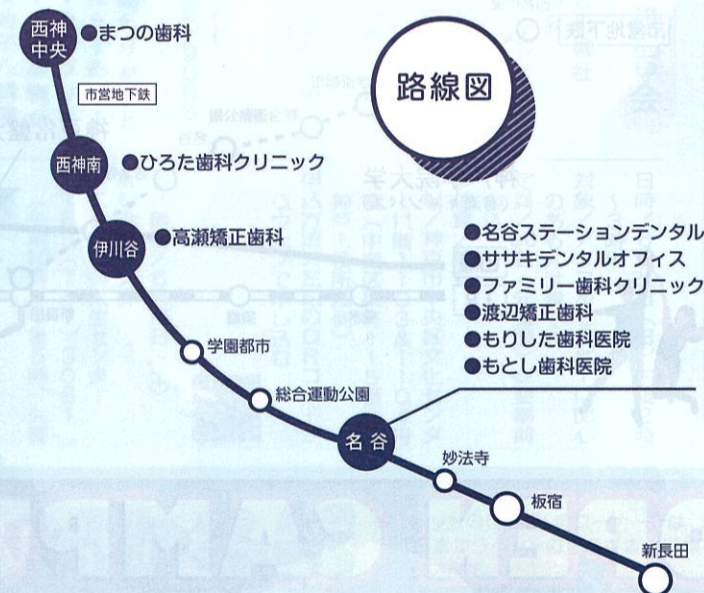 西神
中央
●まつの歯科
市営地下鉄
路線図
西神南
●ひろた歯科クリニック
伊川谷
●高瀬矯正歯科
●名谷ステーションデンタル
●ササキデンタルオフィス
●ファミリー歯科クリニック
●渡辺矯正歯科
●もりした歯科医院
●もとし歯科医院
学園都市
総合運動公園
名谷
妙法寺
板宿
新長田